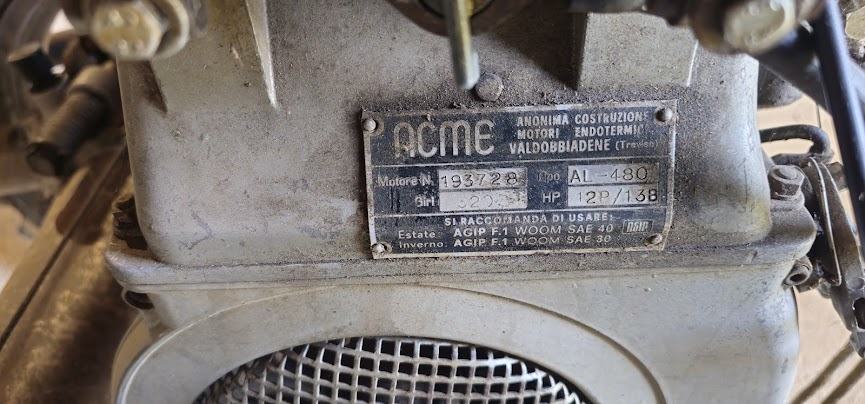 ACME
ANONIMA COSTRUZIONI
MOTORI ENDOTERMICI
VALDOBBIADENE (Treviso)
Motore N. 193728 Tipo AL-480
Giri HP 12P/13B
SI RACCOMANDA DI USARE:
Estate AGIP F.1 WOOM SAE 40
Inverno: AGIP F.1 WOOM SAE 30